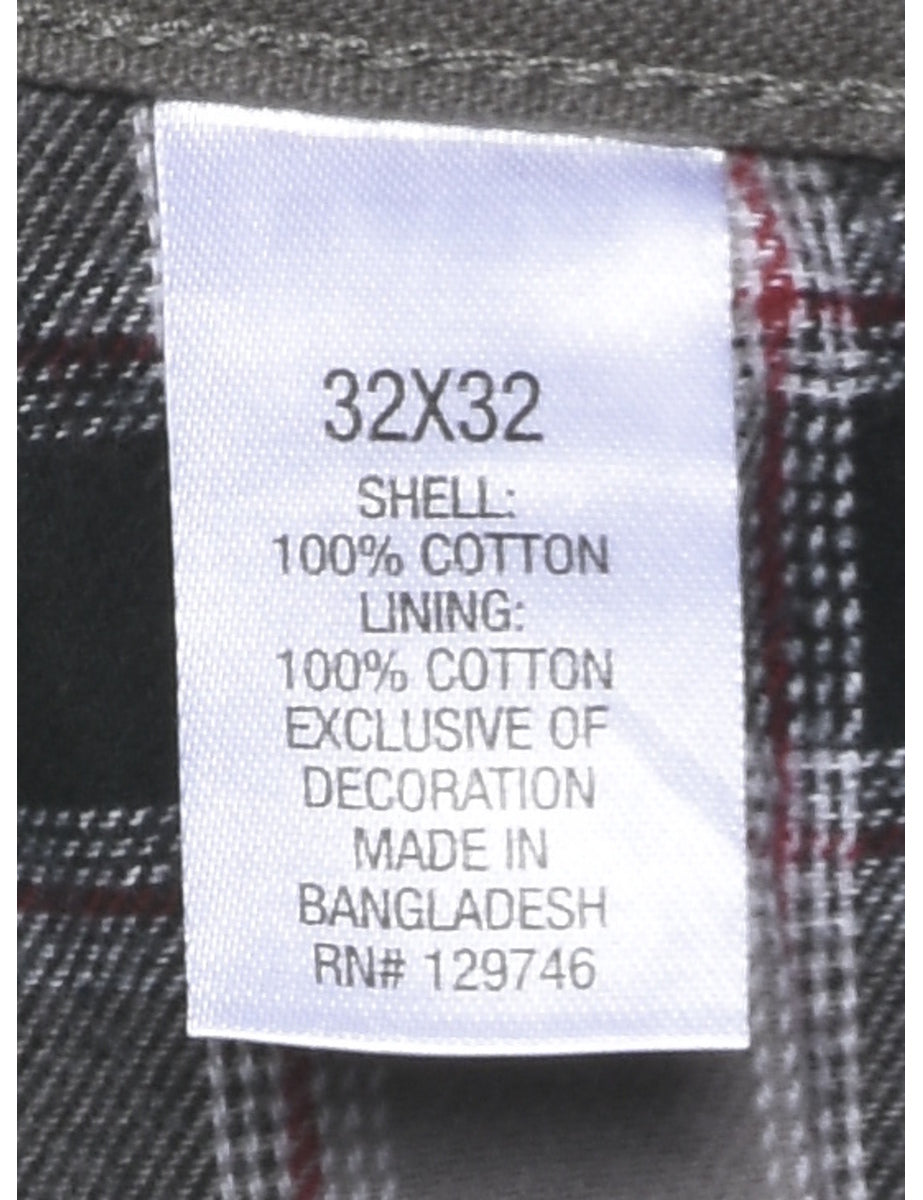 32X32
SHELL:
100% COTTON
LINING:
100% COTTON
EXCLUSIVE OF
DECORATION
MADE IN
BANGLADESH
RN# 129746